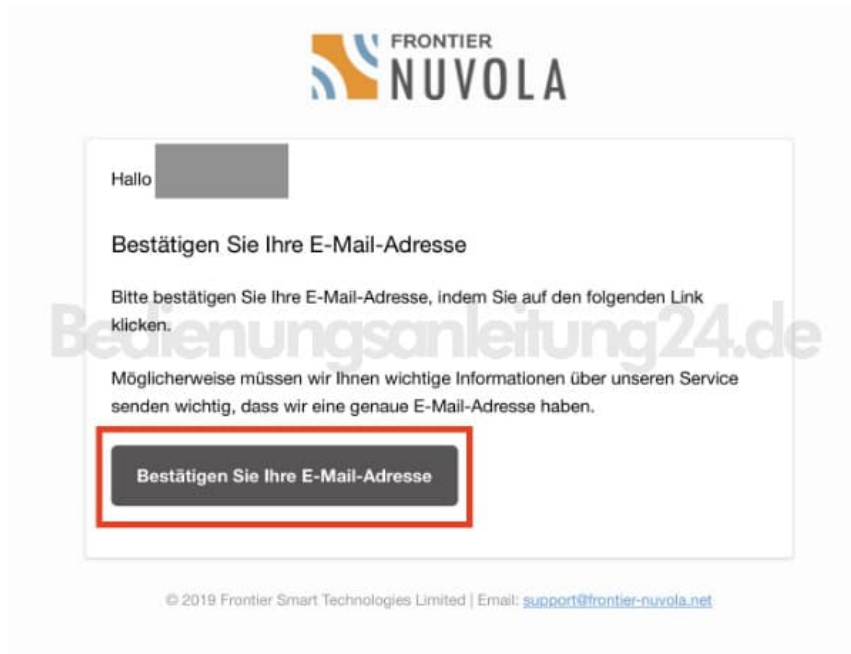 FRONTIER
NUVOLA
Hallo
Bestätigen Sie Ihre E-Mail-Adresse
Bitte bestätigen Sie Ihre E-Mail-Adresse, indem Sie auf den folgenden Link
klicken.
Bedienungsanleitung24.de
Möglicherweise müssen wir Ihnen wichtige Informationen über unseren Service
senden wichtig, dass wir eine genaue E-Mail-Adresse haben.
Bestätigen Sie Ihre E-Mail-Adresse
© 2019 Frontier Smart Technologies Limited | Email: support@frontier-nuvola.net